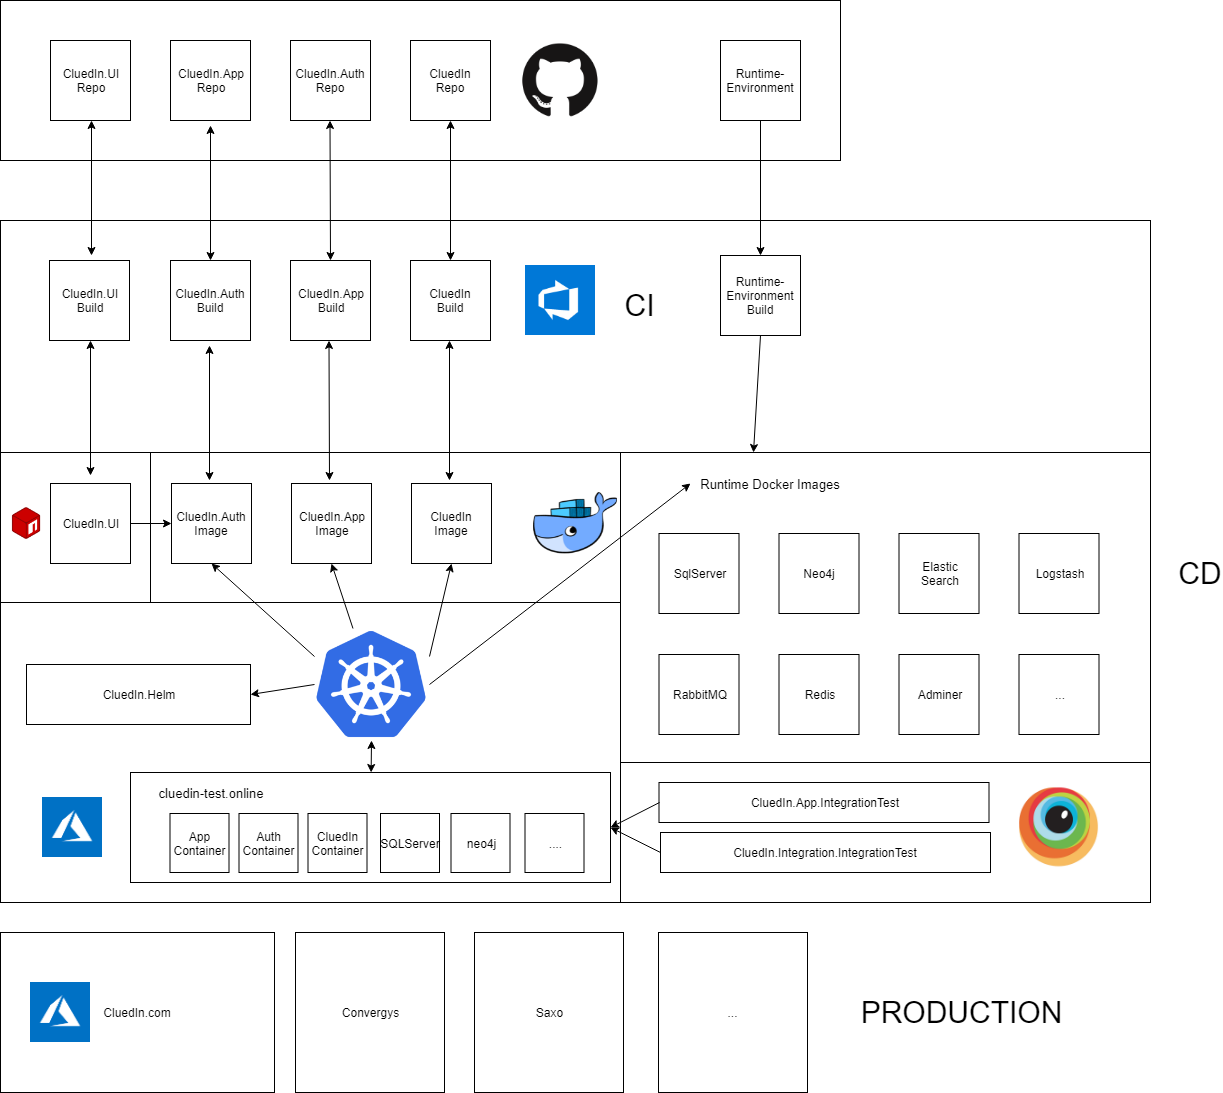 CluedIn.UI
Repo
CluedIn.App
Repo
CluedIn.Auth
Repo
CluedIn
Repo
Runtime-
Environment
CluedIn.UI
Build
CluedIn.Auth
Build
CluedIn.App
Build
CluedIn
Build
CI
Runtime-
Environment
Build
CluedIn.UI
CluedIn.Auth
Image
CluedIn.App
Image
CluedIn
Image
Runtime Docker Images
SqlServer
Neo4j
Elastic
Search
Logstash
CD
RabbitMQ
Redis
Adminer
...
CluedIn.Helm
cluedin-test.online
App
Container
Auth
Container
CluedIn
Container
SQLServer
neo4j
....
CluedIn.App.IntegrationTest
CluedIn.Integration.IntegrationTest
CluedIn.com
Convergys
Saxo
...
PRODUCTION